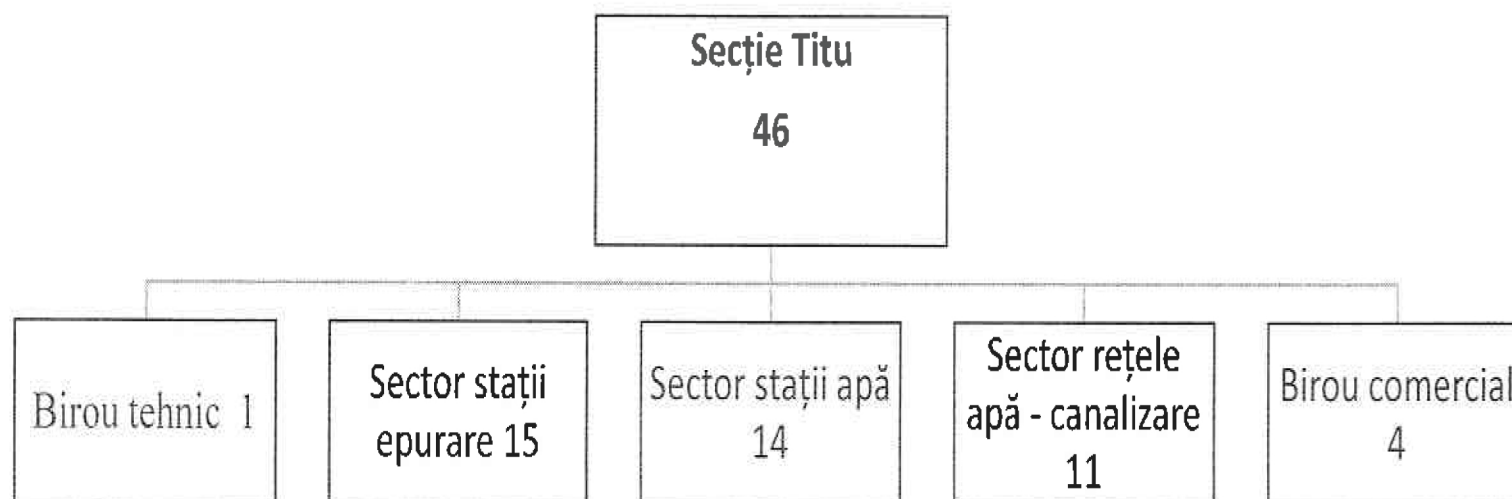 Secție Titu
46
Birou tehnic 1
Sector stații
epurare 15
Sector stații apă
14
Sector rețele
apă - canalizare
11
Birou comercial
4